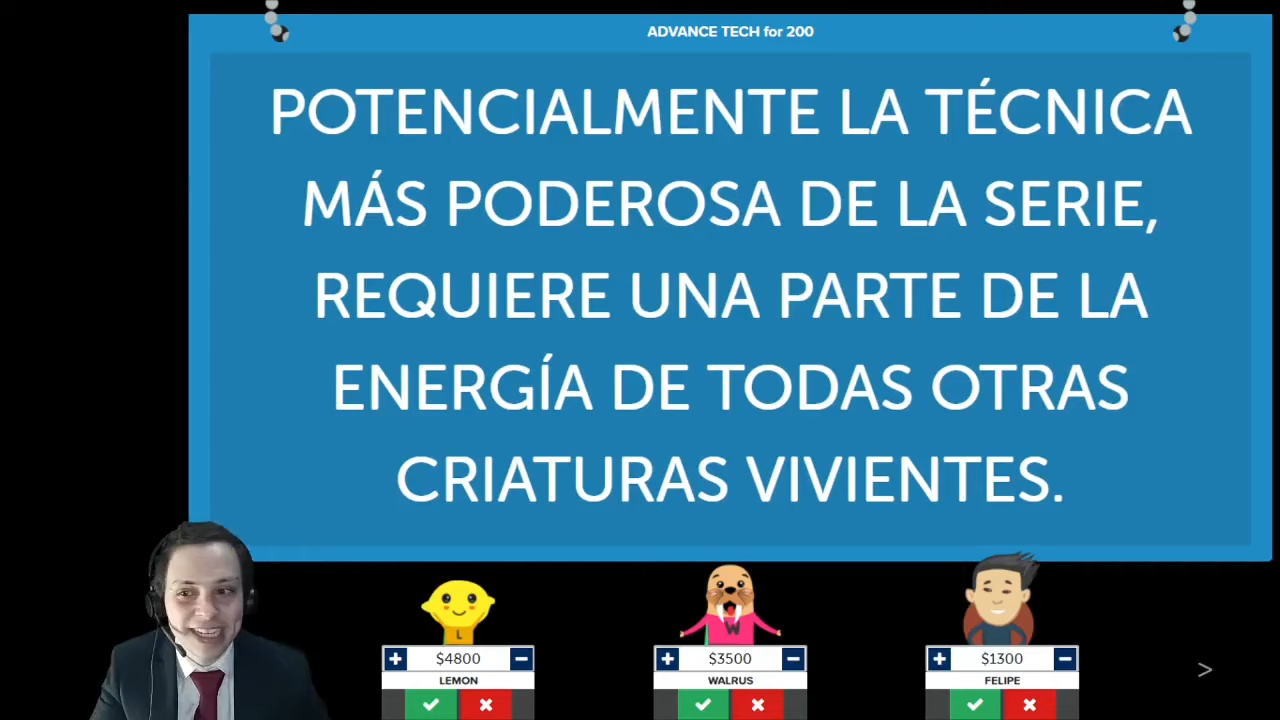 ADVANCE TECH for 200
POTENCIALMENTE LA TÉCNICA
MÁS PODEROSA DE LA SERIE,
REQUIERE UNA PARTE DE LA
ENERGÍA DE TODAS OTRAS
CRIATURAS VIVIENTES.
L
W
+ $4800 −
+ $3500 −
+ $1300 −
LEMON
WALRUS
FELIPE
>